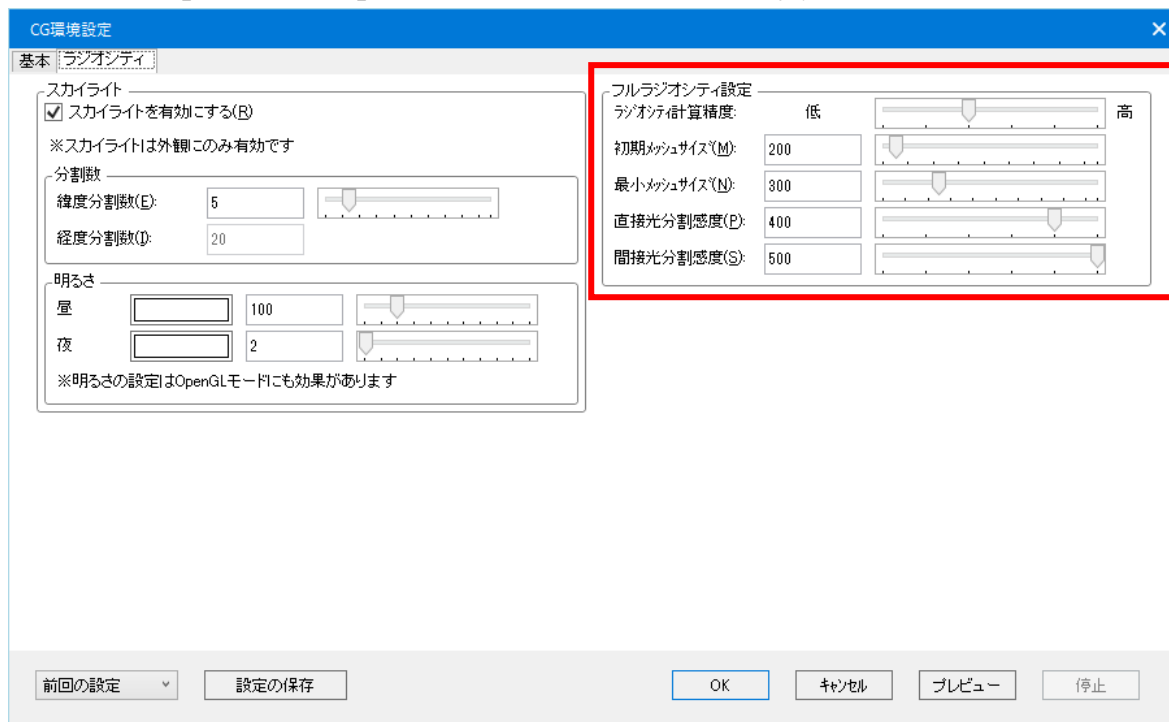 CG環境設定
基本 ラジオシティ
スカイライト
スカイライトを有効にする(R)
※スカイライトは外観にのみ有効です
分割数
緯度分割数(E): 5
経度分割数(I): 20
明るさ
昼 100
夜 2
※明るさの設定はOpenGLモードにも効果があります
フルラジオシティ設定
ラジオシティ計算精度: 低 高
初期メッシュサイズ(M): 200
最小メッシュサイズ(N): 300
直接光分割感度(P): 400
間接光分割感度(S): 500
前回の設定 設定の保存 OK キャンセル プレビュー 停止